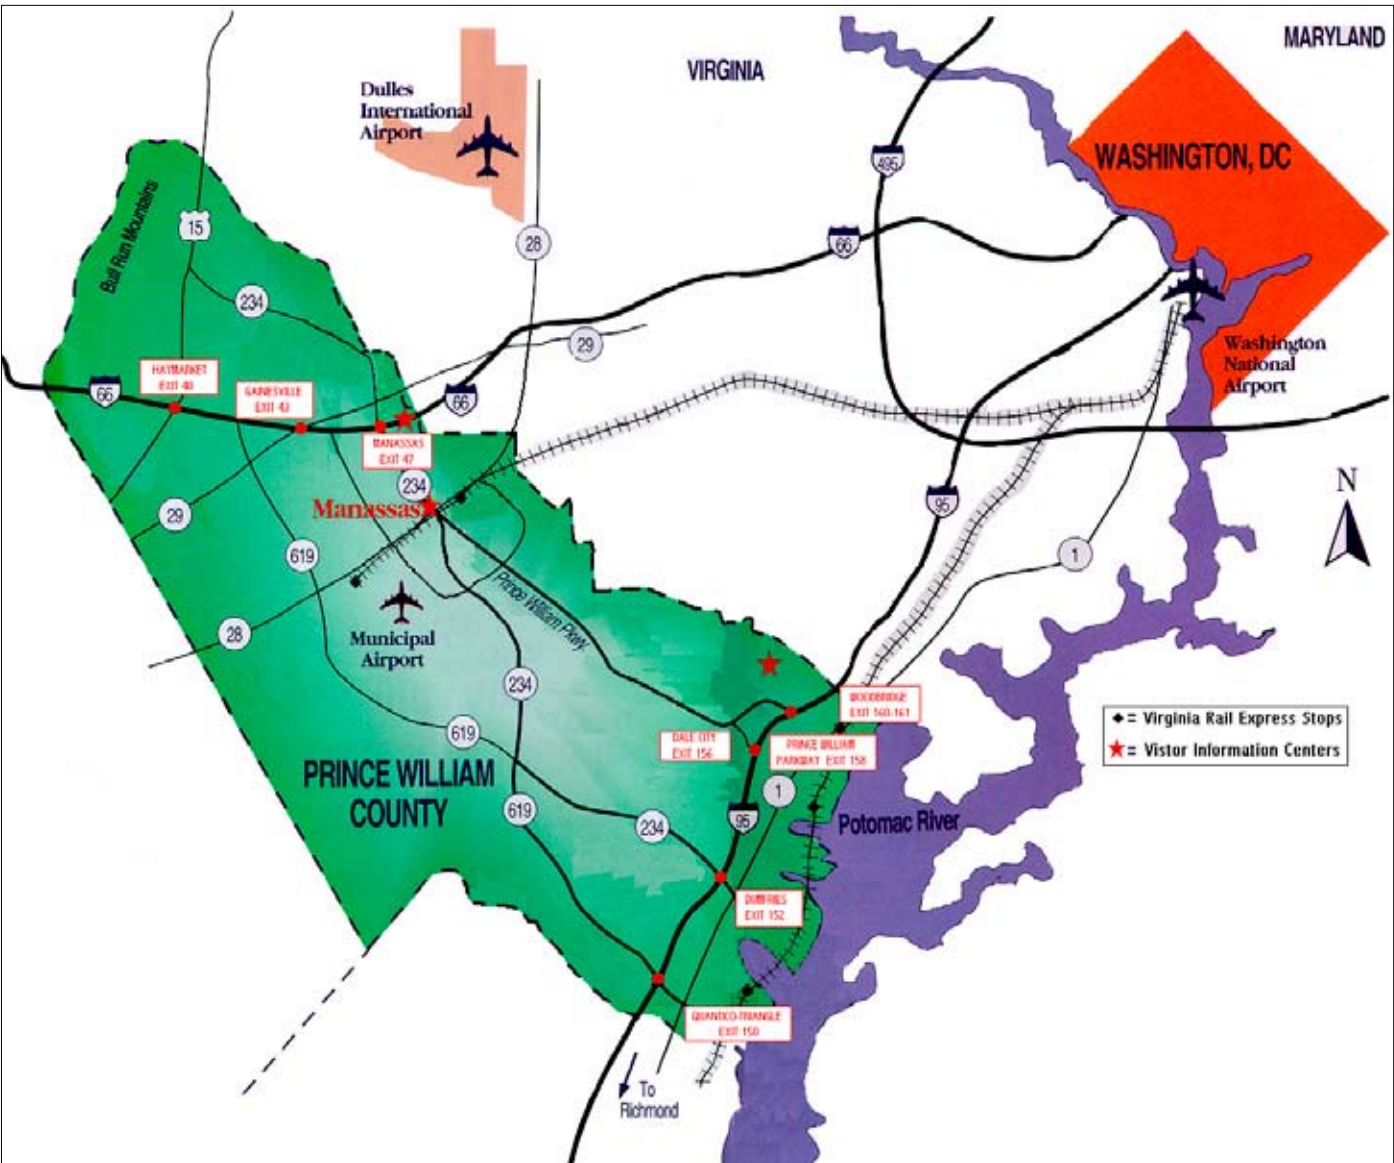 MARYLAND
VIRGINIA
Dulles
International
Airport
WASHINGTON, DC
495
Bull Run Mountains
15
28
66
234
Washington
National
Airport
29
HAYMARKET
EXIT 40
GAINESVILLE
EXIT 43
66
66
MANASSAS
EXIT 47
234
N
Manassas
95
29
619
1
Prince William Pkwy
28
Municipal
Airport
234
WOODBRIDGE
EXIT 160-161
= Virginia Rail Express Stops
= Vistor Information Centers
619
DALE CITY
EXIT 156
PRINCE WILLIAM
PARKWAY EXIT 158
PRINCE WILLIAM
COUNTY
1
619
234
95
Potomac River
DUMFRIES
EXIT 152
QUANTICO-TRIANGLE
EXIT 150
To
Richmond